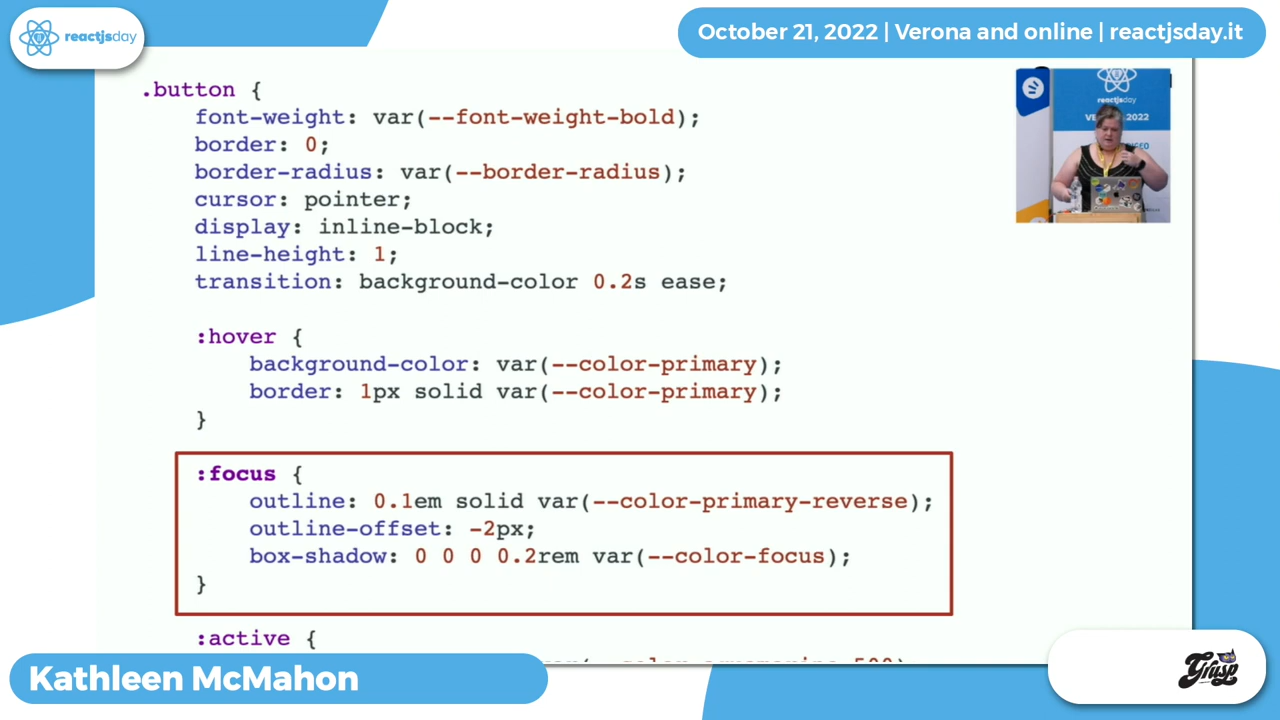 reactjsday
October 21, 2022 | Verona and online | reactjsday.it
.button {
font-weight: var(--font-weight-bold);
border: 0;
border-radius: var(--border-radius);
cursor: pointer;
display: inline-block;
line-height: 1;
transition: background-color 0.2s ease;
:hover {
background-color: var(--color-primary);
border: 1px solid var(--color-primary);
}
:focus {
outline: 0.1em solid var(--color-primary-reverse);
outline-offset: -2px;
box-shadow: 0 0 0 0.2rem var(--color-focus);
}
:active {
reactjsday
Kathleen McMahon
Grusp